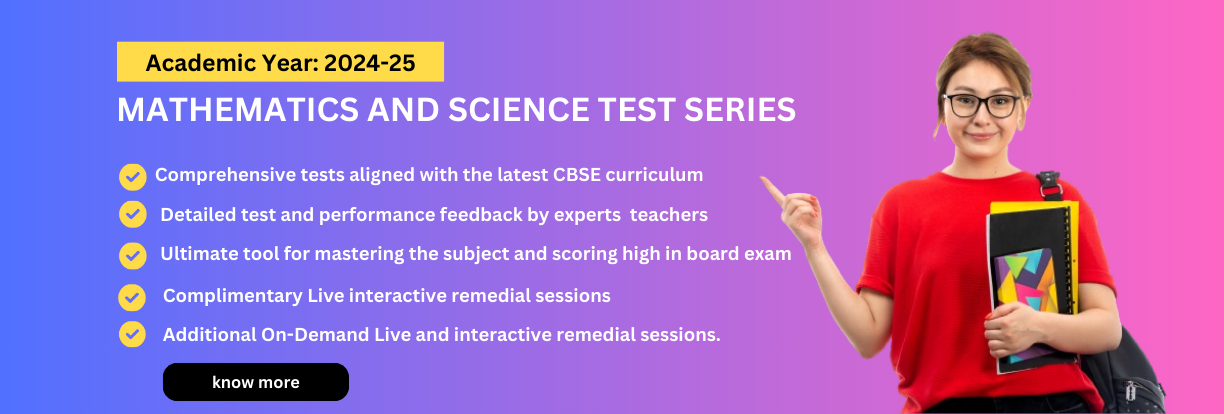 Academic Year: 2024-25
MATHEMATICS AND SCIENCE TEST SERIES
Comprehensive tests aligned with the latest CBSE curriculum
Detailed test and performance feedback by experts teachers
Ultimate tool for mastering the subject and scoring high in board exam
Complimentary Live interactive remedial sessions
Additional On-Demand Live and interactive remedial sessions.
know more